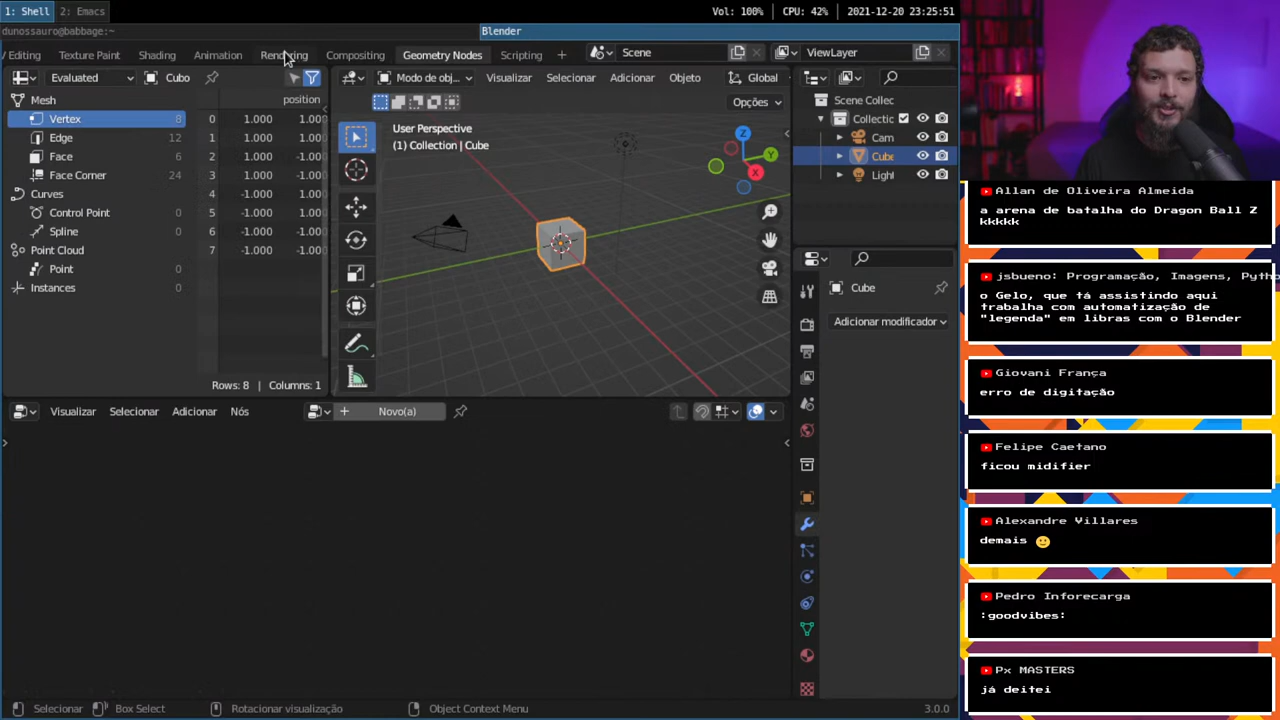 1: Shell
2: Emacs
Vol: 100% | CPU: 42% | 2021-12-20 23:25:51
dunossauro@babbage:~
Blender
Editing
Texture Paint
Shading
Animation
Rendering
Compositing
Geometry Nodes
Scripting
+
Scene
ViewLayer
Evaluated
Cubo
Modo de obj...
Visualizar
Selecionar
Adicionar
Objeto
Global
Mesh
Vertex 8
Edge 12
Face 6
Face Corner 24
Curves
Control Point 0
Spline 0
Point Cloud
Point 0
Instances 0
position
0 1.000 1.000
1 1.000 1.000
2 1.000 -1.000
3 1.000 -1.000
4 -1.000 1.000
5 -1.000 1.000
6 -1.000 -1.000
7 -1.000 -1.000
Rows: 8 | Columns: 1
Opções
User Perspective
(1) Collection | Cube
Z
Y
X
Scene Collec
Collectic
Cam
Cube
Light
Cube
Adicionar modificador
Visualizar
Selecionar
Adicionar
Nós
Novo(a)
Selecionar
Box Select
Rotacionar visualização
Object Context Menu
3.0.0
Allan de Oliveira Almeida
a arena de batalha do Dragon Ball Z
kkkkk
jsbueno: Programação, Imagens, Pytho
o Gelo, que tá assistindo aqui
trabalha com automatização de
"legenda" em libras com o Blender
Giovani França
erro de digitação
Felipe Caetano
ficou midifier
Alexandre Villares
demais 🙂
Pedro Inforecarga
:goodvibes:
Px MASTERS
já deitei